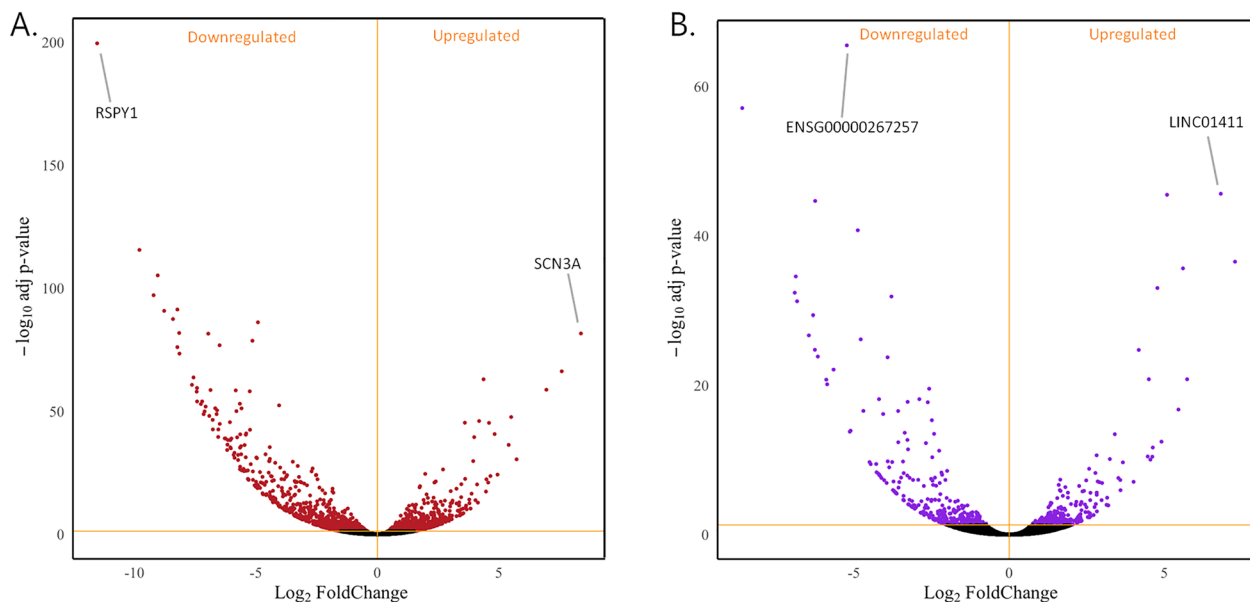 A.
Downregulated
Upregulated
200
150
100
50
0
RSPY1
SCN3A
-10
-5
0
5
− log10 adj p-value
Log2 FoldChange
B.
Downregulated
Upregulated
60
40
20
0
ENSG00000267257
LINC01411
-5
0
5
− log10 adj p-value
Log2 FoldChange